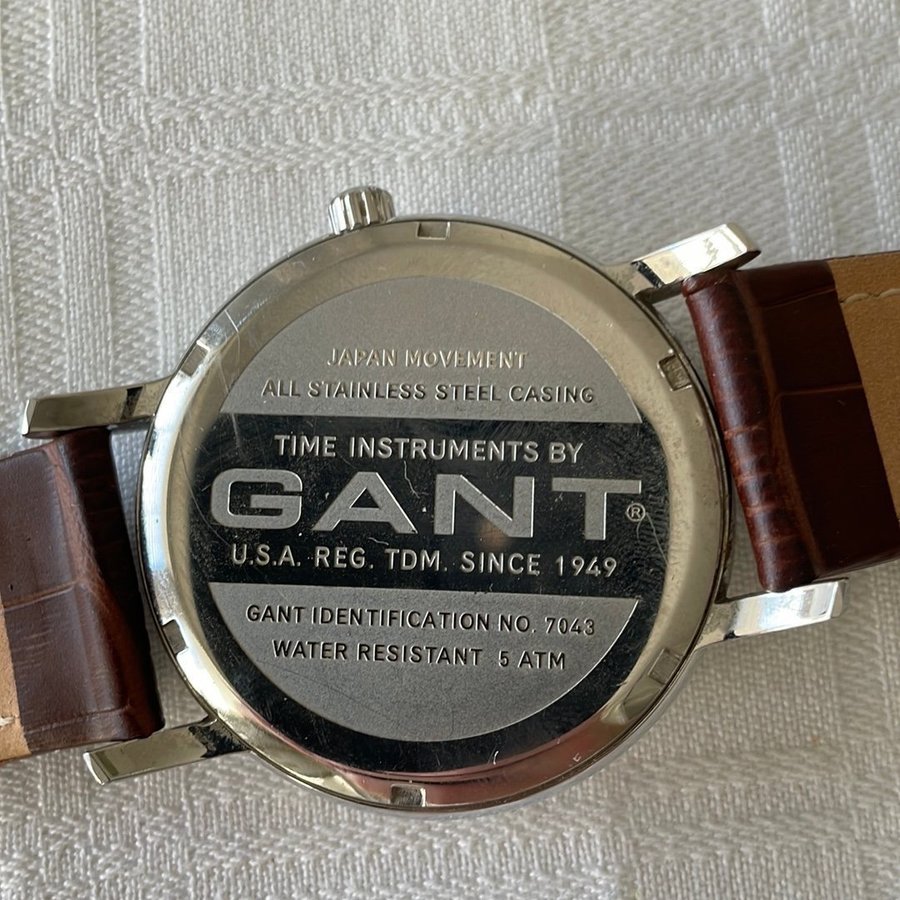 JAPAN MOVEMENT
ALL STAINLESS STEEL CASING
TIME INSTRUMENTS BY
GANT®
U.S.A. REG. TDM. SINCE 1949
GANT IDENTIFICATION NO. 7043
WATER RESISTANT 5 ATM